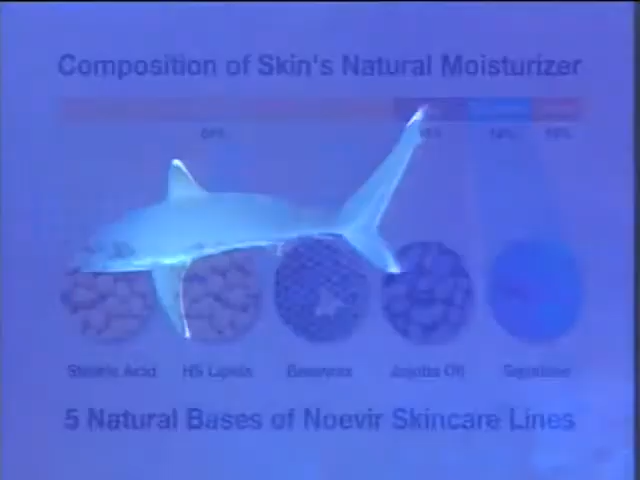 Composition of Skin's Natural Moisturizer
Stearic Acid HS Lipids Beeswax Jojoba Oil Squalane
5 Natural Bases of Noevir Skincare Lines